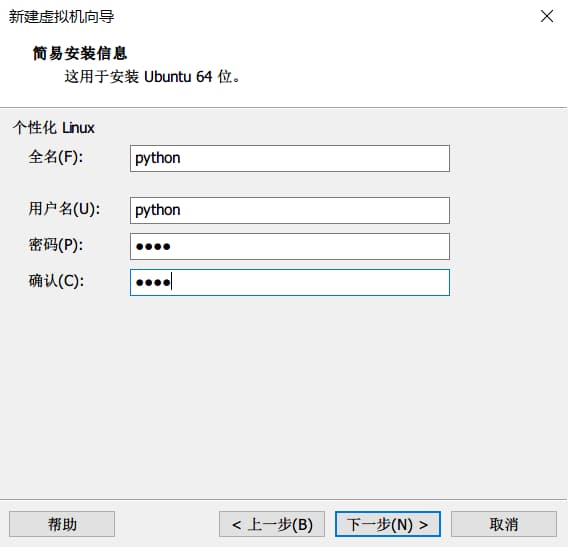 新建虚拟机向导
简易安装信息
这用于安装 Ubuntu 64 位。
个性化 Linux
全名(F): python
用户名(U): python
密码(P): ●●●●
确认(C): ●●●●
帮助 < 上一步(B) 下一步(N) > 取消